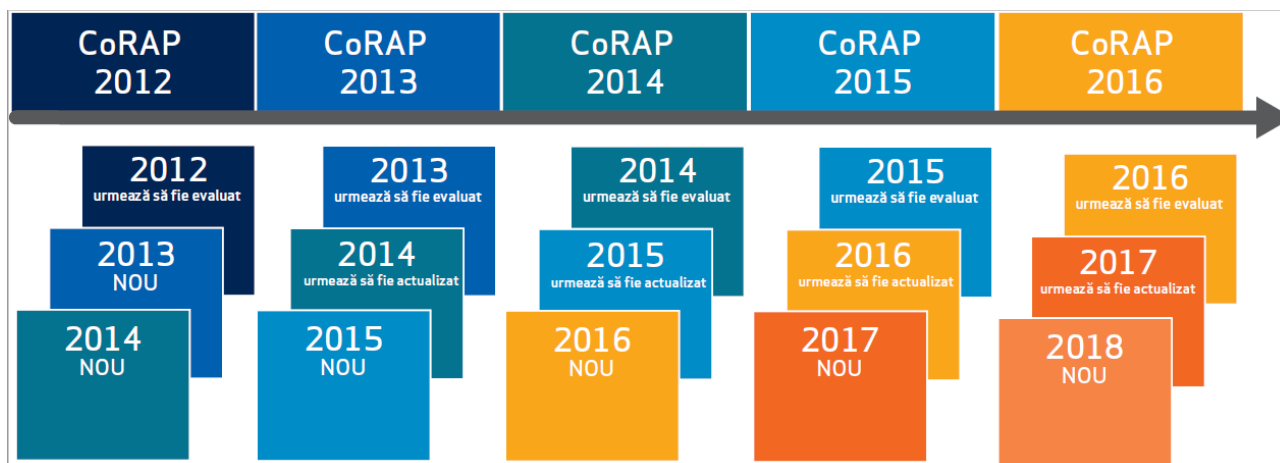 CoRAP
2012
CoRAP
2013
CoRAP
2014
CoRAP
2015
CoRAP
2016
2012
urmează să fie evaluat
2013
NOU
2014
NOU
2013
urmează să fie evaluat
2014
urmează să fie actualizat
2015
NOU
2014
urmează să fie evaluat
2015
urmează să fie actualizat
2016
NOU
2015
urmează să fie evaluat
2016
urmează să fie actualizat
2017
NOU
2016
urmează să fie evaluat
2017
urmează să fie actualizat
2018
NOU